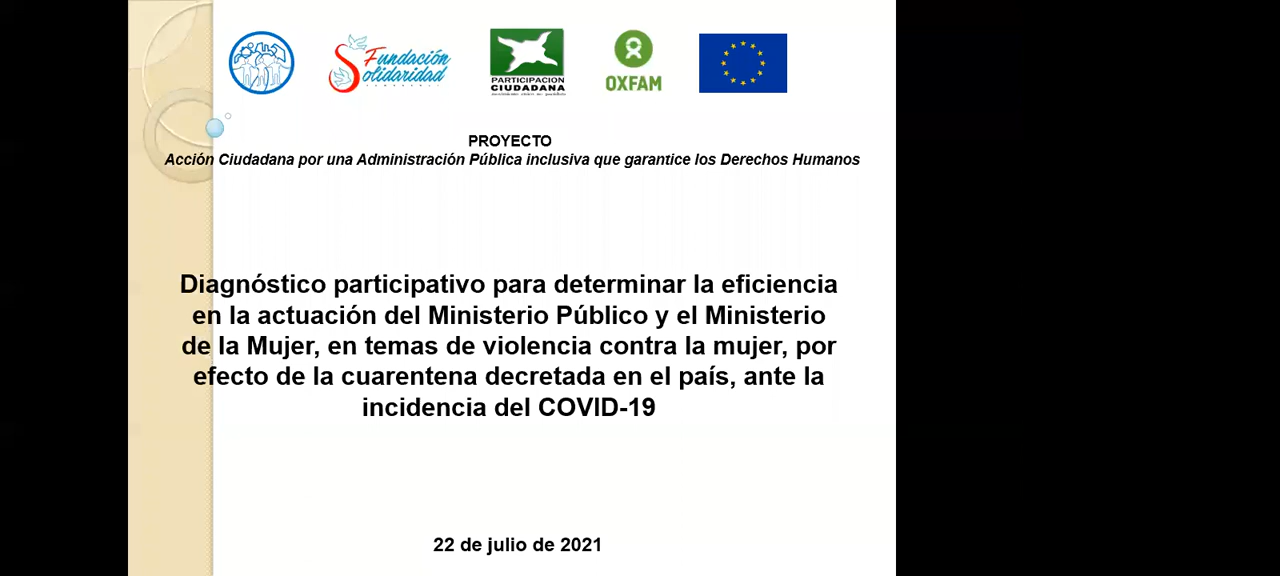 Fundación
Solidaridad
PARTICIPACION
CIUDADANA
OXFAM
PROYECTO
Acción Ciudadana por una Administración Pública inclusiva que garantice los Derechos Humanos
Diagnóstico participativo para determinar la eficiencia
en la actuación del Ministerio Público y el Ministerio
de la Mujer, en temas de violencia contra la mujer, por
efecto de la cuarentena decretada en el país, ante la
incidencia del COVID-19
22 de julio de 2021